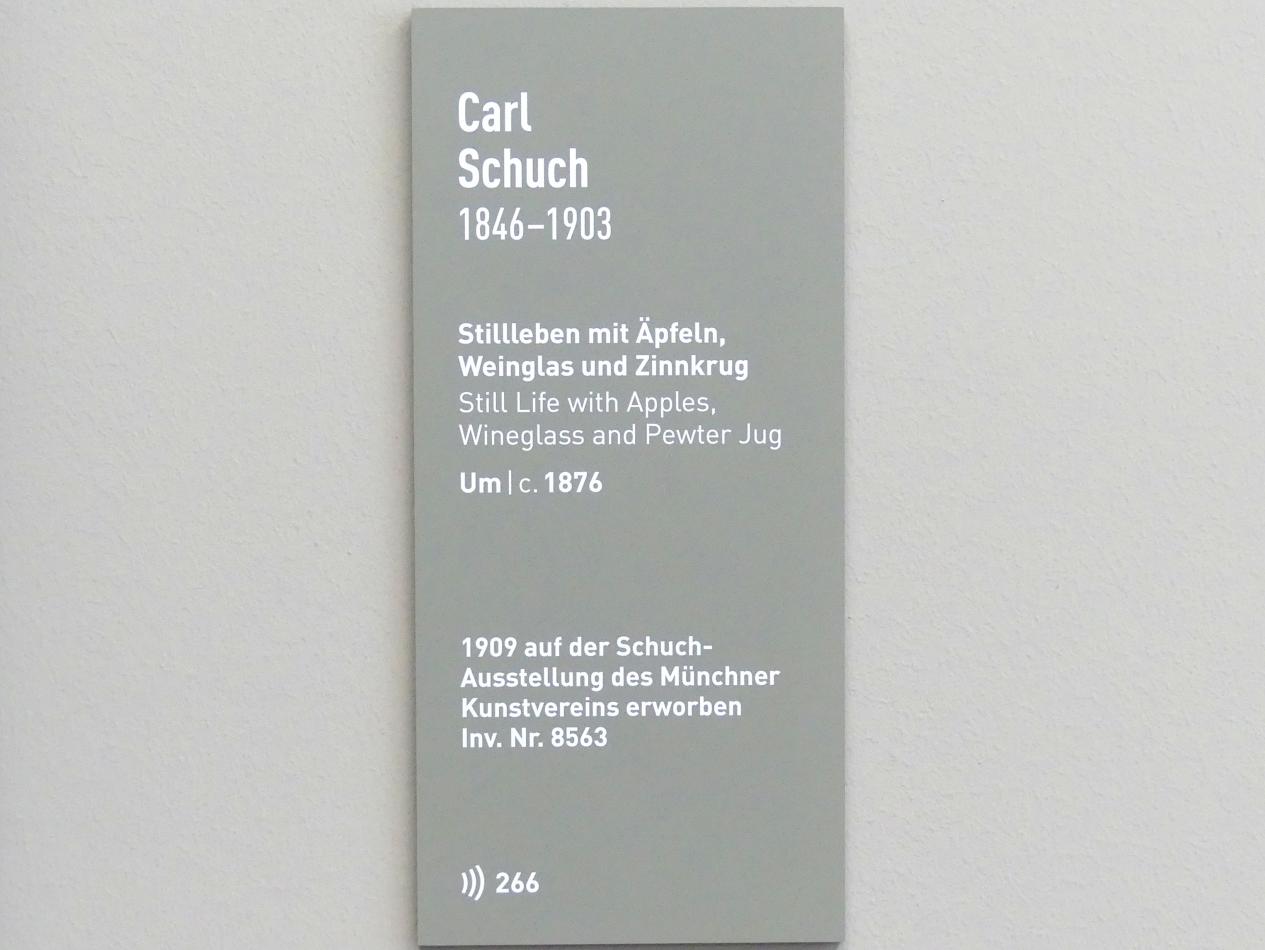 Carl
Schuch
1846–1903
Stillleben mit Äpfeln,
Weinglas und Zinnkrug
Still Life with Apples,
Wineglass and Pewter Jug
Um | c. 1876
1909 auf der Schuch-
Ausstellung des Münchner
Kunstvereins erworben
Inv. Nr. 8563
266